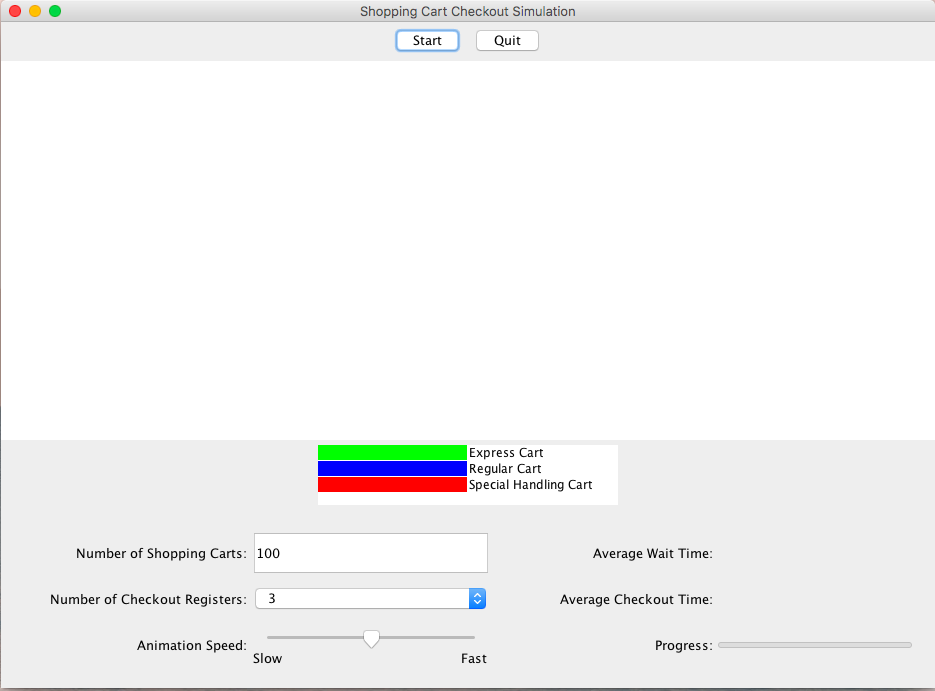 Shopping Cart Checkout Simulation
Start Quit
Express Cart
Regular Cart
Special Handling Cart
Number of Shopping Carts: 100 Average Wait Time:
Number of Checkout Registers: 3 Average Checkout Time:
Animation Speed: Progress:
Slow Fast